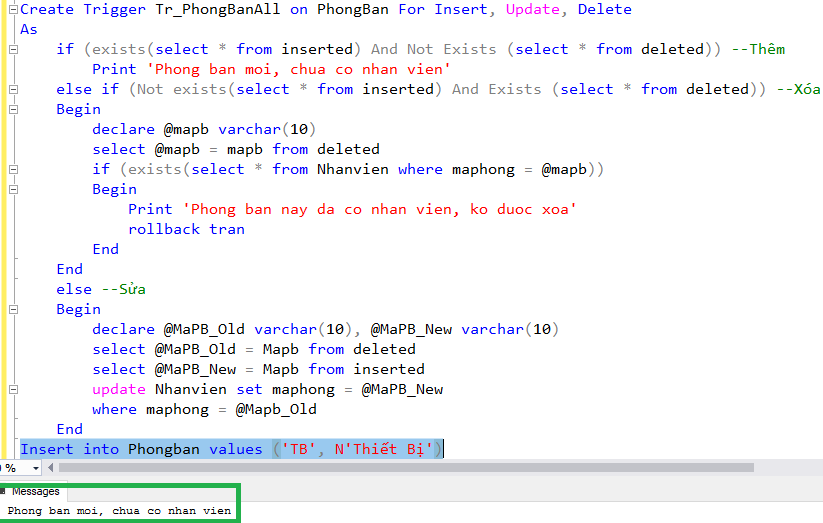 Create Trigger Tr_PhongBanAll on PhongBan For Insert, Update, Delete
As
if (exists(select * from inserted) And Not Exists (select * from deleted)) --Thêm
Print 'Phong ban moi, chua co nhan vien'
else if (Not exists(select * from inserted) And Exists (select * from deleted)) --Xóa
Begin
declare @mapb varchar(10)
select @mapb = mapb from deleted
if (exists(select * from Nhanvien where maphong = @mapb))
Begin
Print 'Phong ban nay da co nhan vien, ko duoc xoa'
rollback tran
End
End
else --Sửa
Begin
declare @MaPB_Old varchar(10), @MaPB_New varchar(10)
select @MaPB_Old = Mapb from deleted
select @MaPB_New = Mapb from inserted
update Nhanvien set maphong = @MaPB_New
where maphong = @Mapb_Old
End
Insert into Phongban values ('TB', N'Thiết Bị')
%
Messages
Phong ban moi, chua co nhan vien